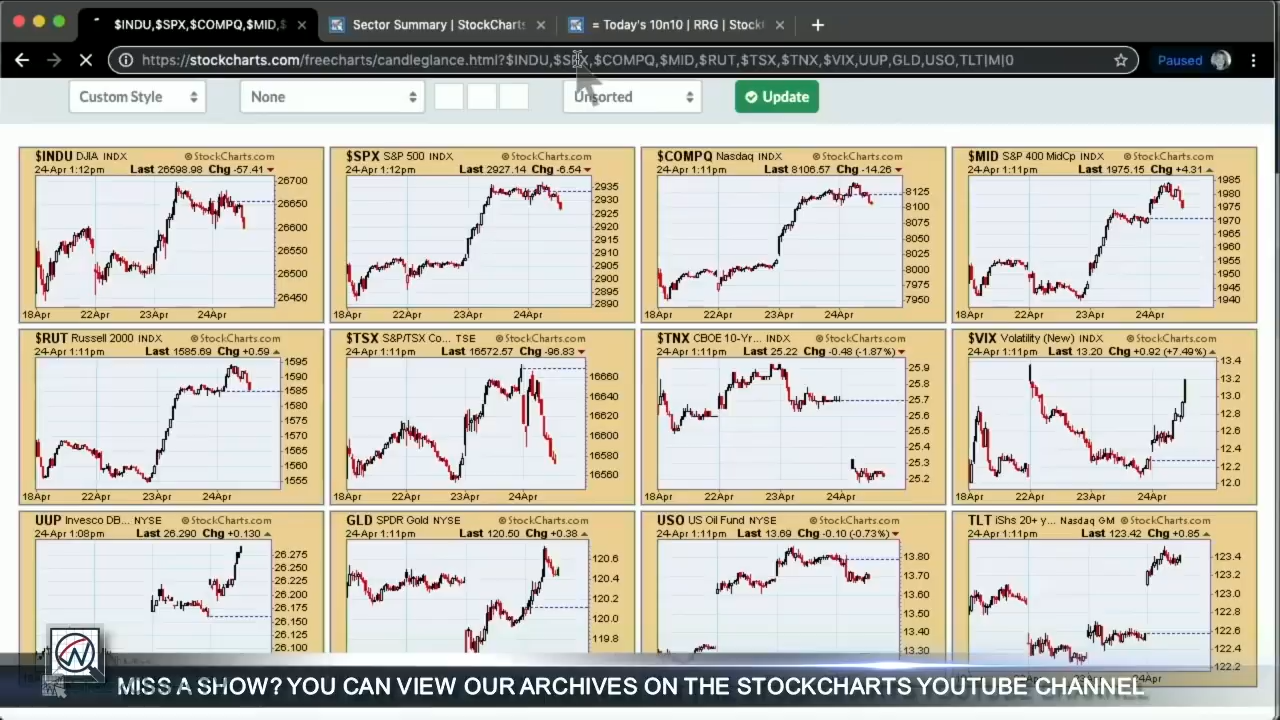 $INDU,$SPX,$COMPQ,$MID,$
Sector Summary | StockCharts
= Today's 10n10 | RRG | Stock
https://stockcharts.com/freecharts/candleglance.html?$INDU,$SPX,$COMPQ,$MID,$RUT,$TSX,$TNX,$VIX,UUP,GLD,USO,TLT|M|0
Paused
Custom Style None Unsorted Update
$INDU DJIA INDX © StockCharts.com
24-Apr 1:12pm Last 26598.98 Chg -57.41
26700
26650
26600
26550
26500
26450
18Apr 22Apr 23Apr 24Apr
$SPX S&P 500 INDX © StockCharts.com
24-Apr 1:12pm Last 2927.14 Chg -6.54
2935
2930
2925
2920
2915
2910
2905
2900
2895
2890
18Apr 22Apr 23Apr 24Apr
$COMPQ Nasdaq INDX © StockCharts.com
24-Apr 1:12pm Last 8106.57 Chg -14.26
8125
8100
8075
8050
8025
8000
7975
7950
18Apr 22Apr 23Apr 24Apr
$MID S&P 400 MidCp INDX © StockCharts.com
24-Apr 1:12pm Last 1975.15 Chg +4.31
1985
1980
1975
1970
1965
1960
1955
1950
1945
1940
18Apr 22Apr 23Apr 24Apr
$RUT Russell 2000 INDX © StockCharts.com
24-Apr 1:11pm Last 1585.69 Chg +0.59
1595
1590
1585
1580
1575
1570
1565
1560
1555
18Apr 22Apr 23Apr 24Apr
$TSX S&P/TSX Co... TSE © StockCharts.com
24-Apr 1:11pm Last 16572.57 Chg -96.83
16660
16640
16620
16600
16580
16560
18Apr 22Apr 23Apr 24Apr
$TNX CBOE 10-Yr... INDX © StockCharts.com
24-Apr 1:11pm Last 25.22 Chg -0.48 (-1.87%)
25.9
25.8
25.7
25.6
25.5
25.4
25.3
25.2
18Apr 22Apr 23Apr 24Apr
$VIX Volatility (New) INDX © StockCharts.com
24-Apr 1:11pm Last 13.20 Chg +0.92 (+7.49%)
13.4
13.2
13.0
12.8
12.6
12.4
12.2
12.0
18Apr 22Apr 23Apr 24Apr
UUP Invesco DB... NYSE © StockCharts.com
24-Apr 1:08pm Last 26.290 Chg +0.130
26.275
26.250
26.225
26.200
26.175
26.150
26.125
26.100
GLD SPDR Gold NYSE © StockCharts.com
24-Apr 1:11pm Last 120.50 Chg +0.38
120.6
120.4
120.2
120.0
119.8
USO US Oil Fund NYSE © StockCharts.com
24-Apr 1:11pm Last 13.69 Chg -0.10 (-0.73%)
13.80
13.70
13.60
13.50
13.40
13.30
TLT iShs 20+ y... Nasdaq GM © StockCharts.com
24-Apr 1:11pm Last 123.42 Chg +0.85
123.4
123.2
123.0
122.8
122.6
122.4
122.2
MISS A SHOW? YOU CAN VIEW OUR ARCHIVES ON THE STOCKCHARTS YOUTUBE CHANNEL